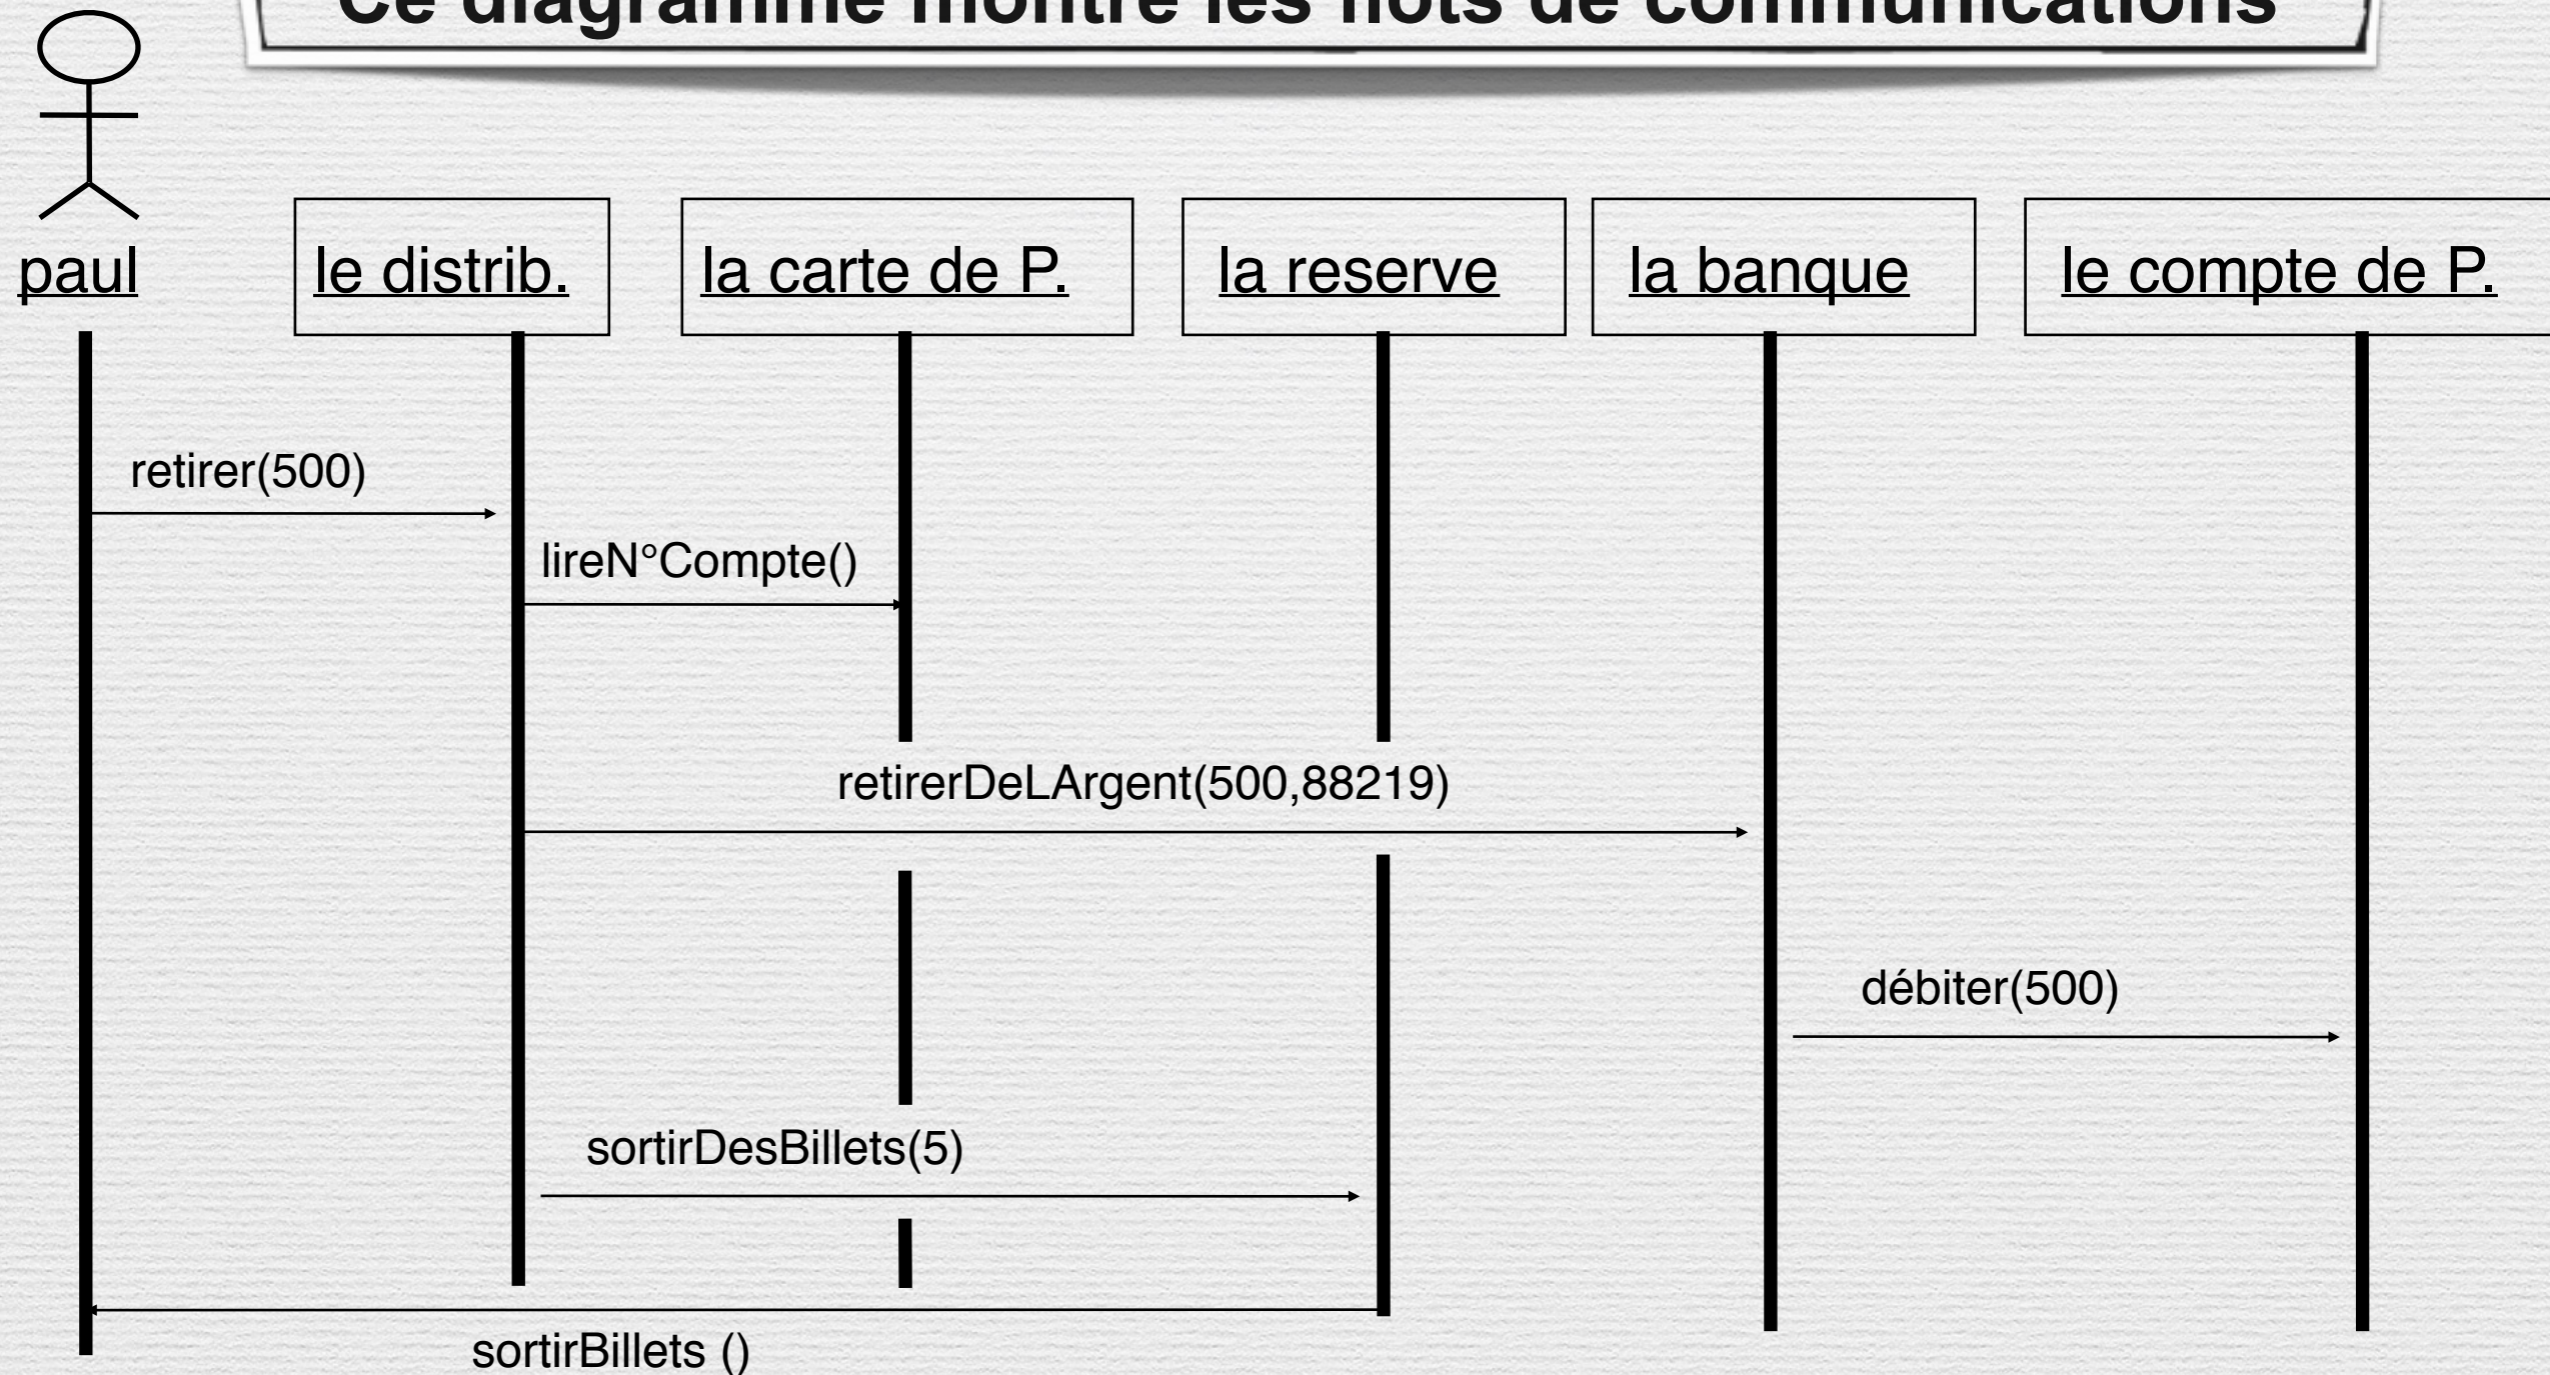 Ce diagramme montre les flots de communications
paul
le distrib.
la carte de P.
la reserve
la banque
le compte de P.
retirer(500)
lireN°Compte()
retirerDeLArgent(500,88219)
débiter(500)
sortirDesBillets(5)
sortirBillets ()